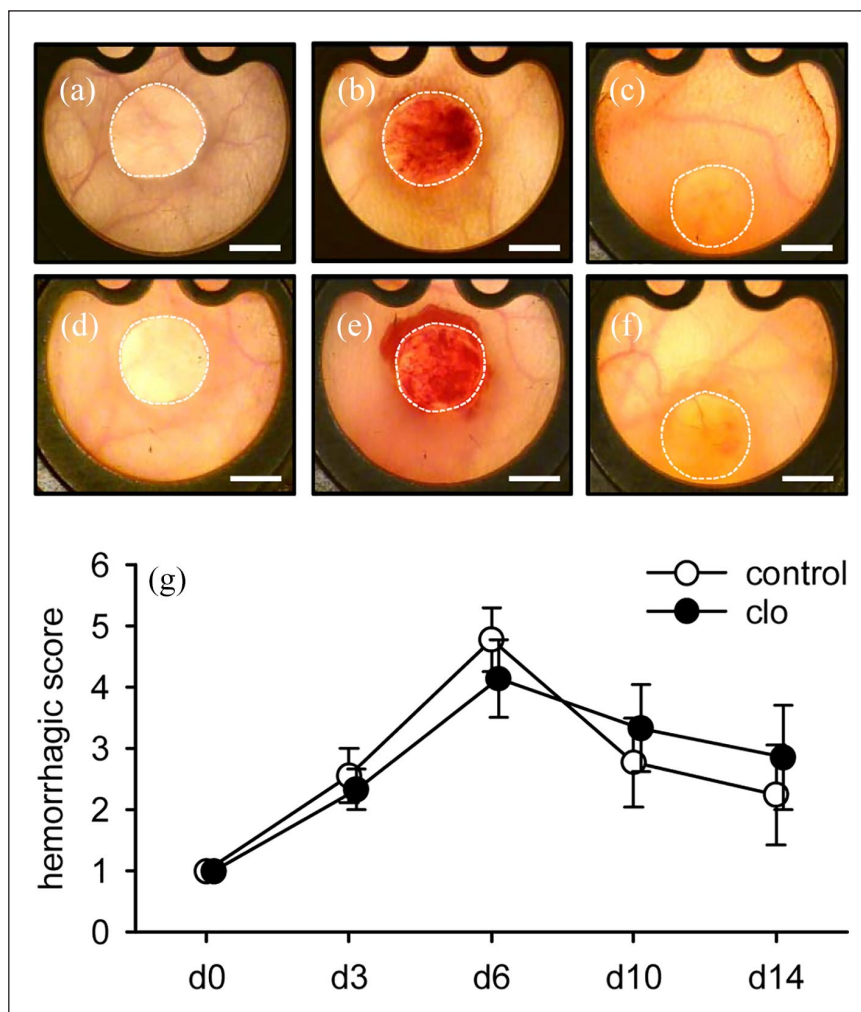 (a) (b) (c)
(d) (e) (f)
(g)
control
clo
hemorrhagic score
6
5
4
3
2
1
0
d0 d3 d6 d10 d14